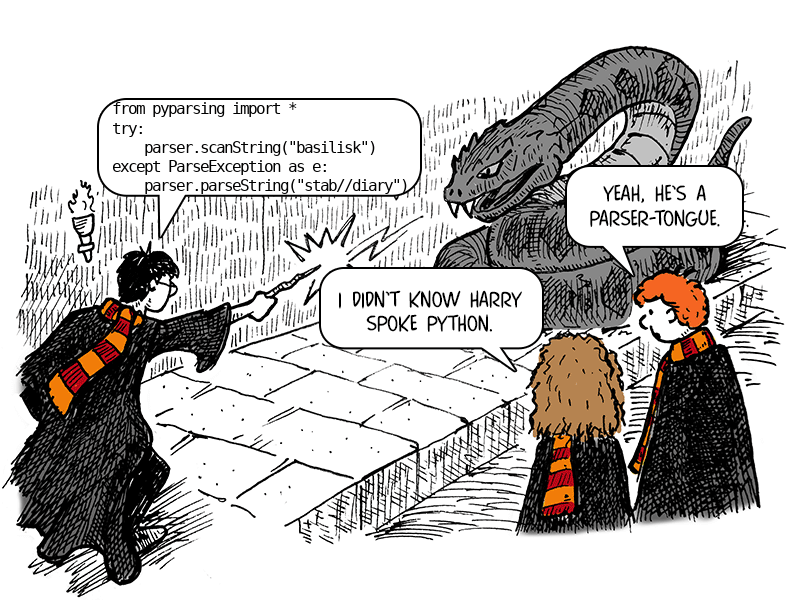 from pyparsing import *
try:
    parser.scanString("basilisk")
except ParseException as e:
    parser.parseString("stab//diary")
YEAH, HE'S A
PARSER-TONGUE.
I DIDN'T KNOW HARRY
SPOKE PYTHON.